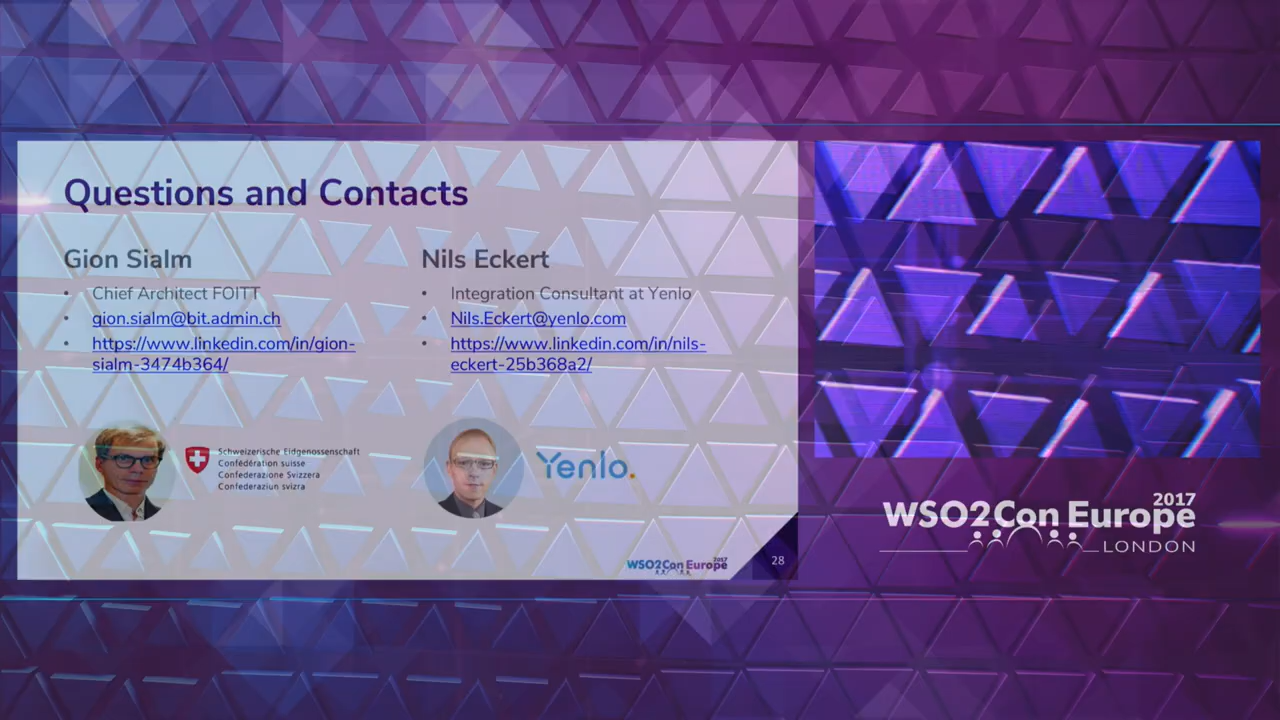 Questions and Contacts
Gion Sialm
• Chief Architect FOITT
• gion.sialm@bit.admin.ch
• https://www.linkedin.com/in/gion-
sialm-3474b364/
Schweizerische Eidgenossenschaft
Confédération suisse
Confederazione Svizzera
Confederaziun svizra
Nils Eckert
• Integration Consultant at Yenlo
• Nils.Eckert@yenlo.com
• https://www.linkedin.com/in/nils-
eckert-25b368a2/
Yenlo.
WSO2Con Europe 2017
28
WSO2Con Europe 2017
LONDON